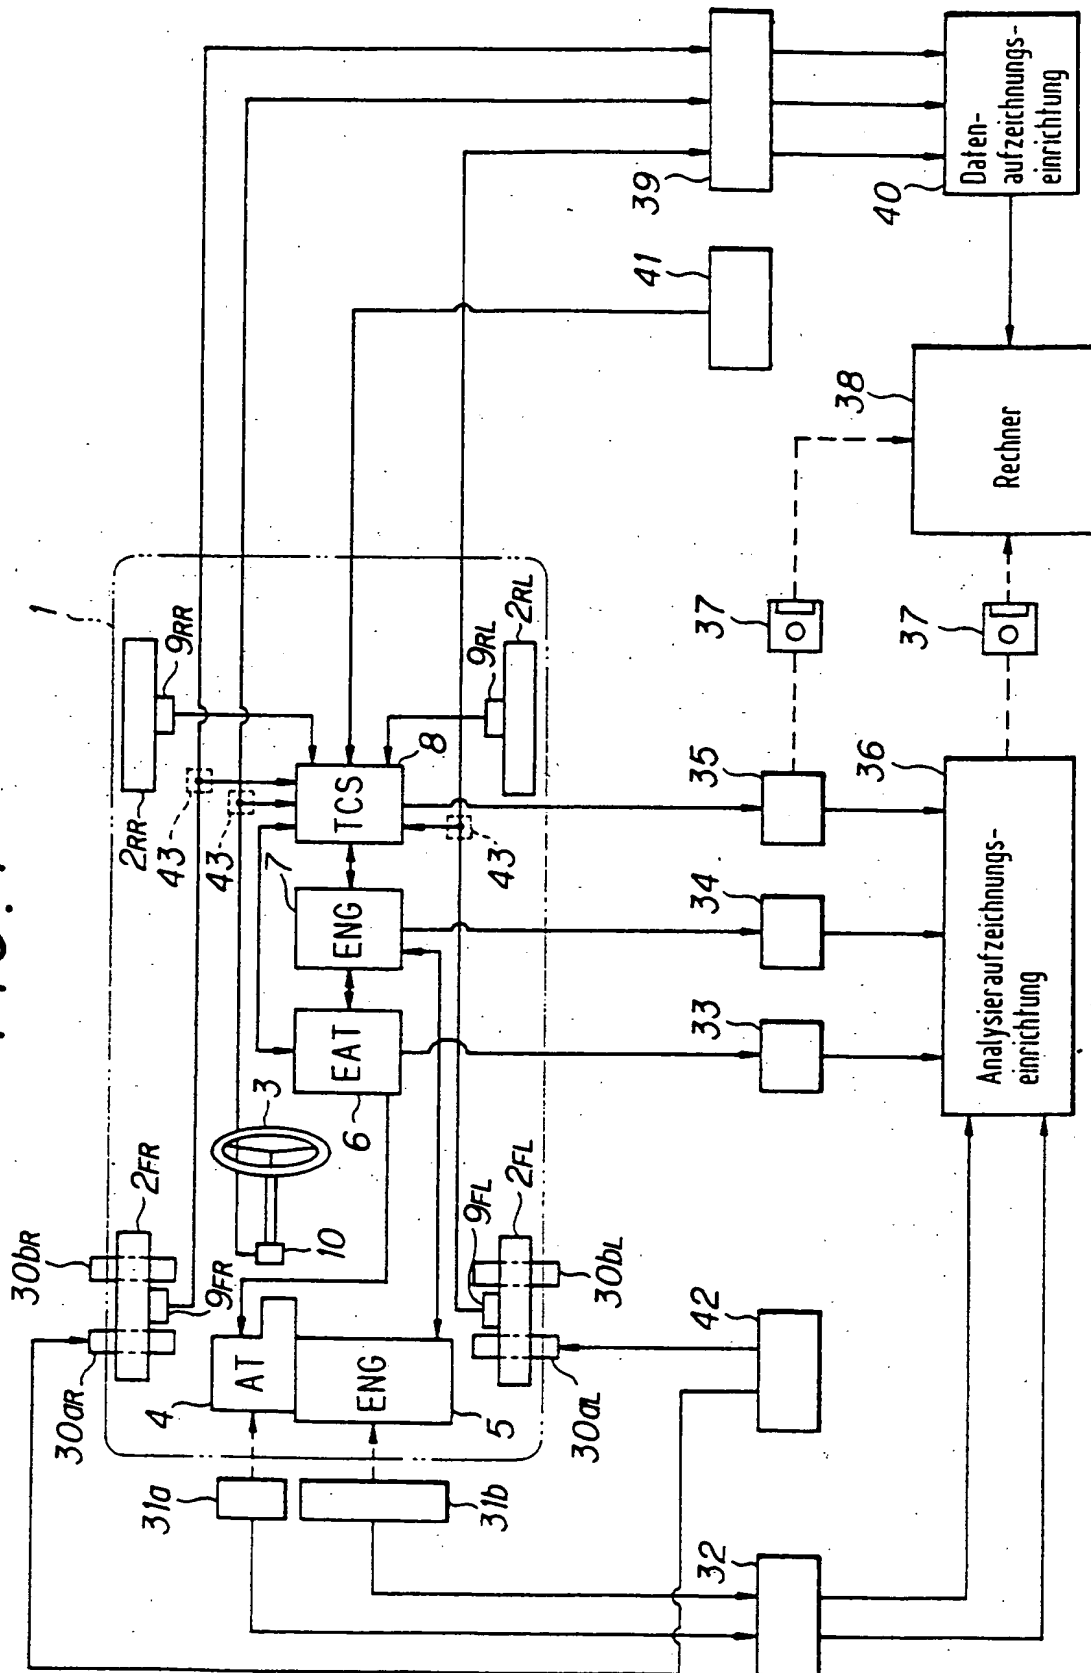 1
2RR
9RR
9RL
2RL
43
43
43
TCS
8
7
ENG
EAT
6
3
10
2FR
30bR
9FR
30aR
2FL
9FL
30bL
30aL
AT
4
ENG
5
31a
31b
32
42
33
34
35
36
Analysieraufzeichnungs-
einrichtung
37
37
38
Rechner
39
40
Daten-
aufzeichnungs-
einrichtung
41